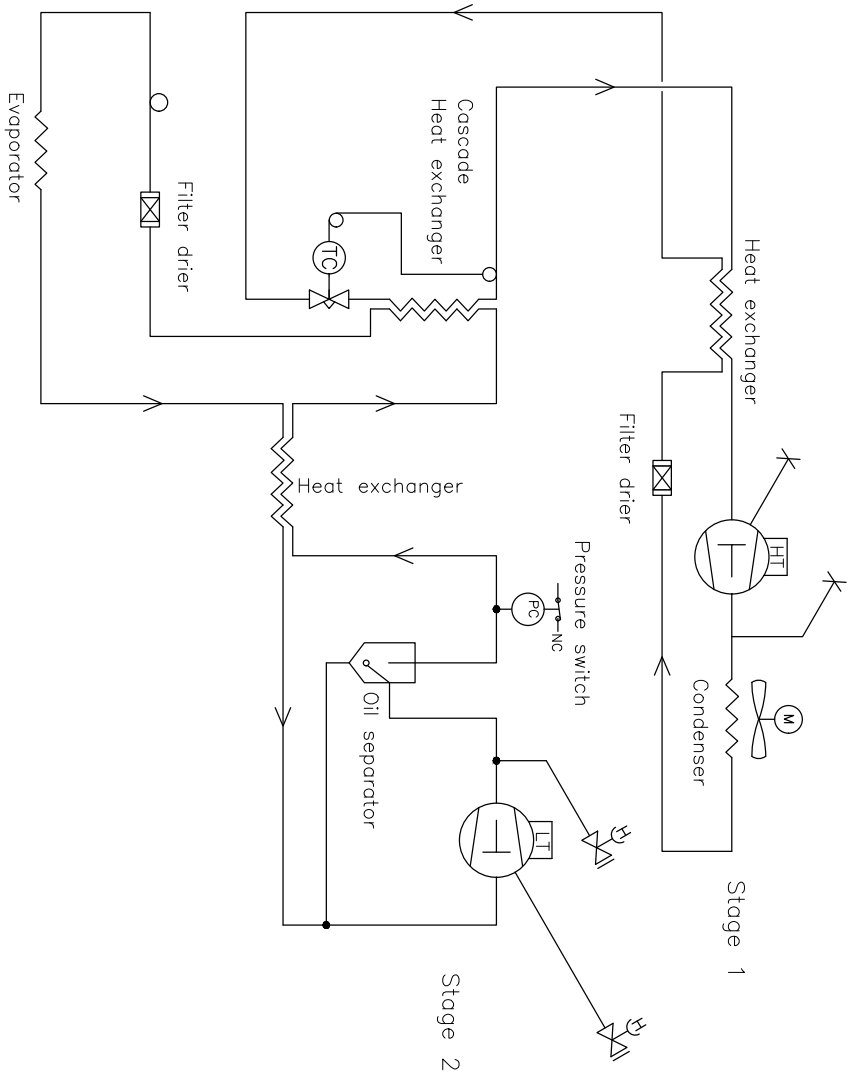 Stage 1
Stage 2
Heat exchanger
HT
M
Condenser
Filter drier
Cascade
Heat exchanger
TC
Filter drier
Evaporator
Heat exchanger
Pressure switch
PC
NC
Oil separator
LT
H
H